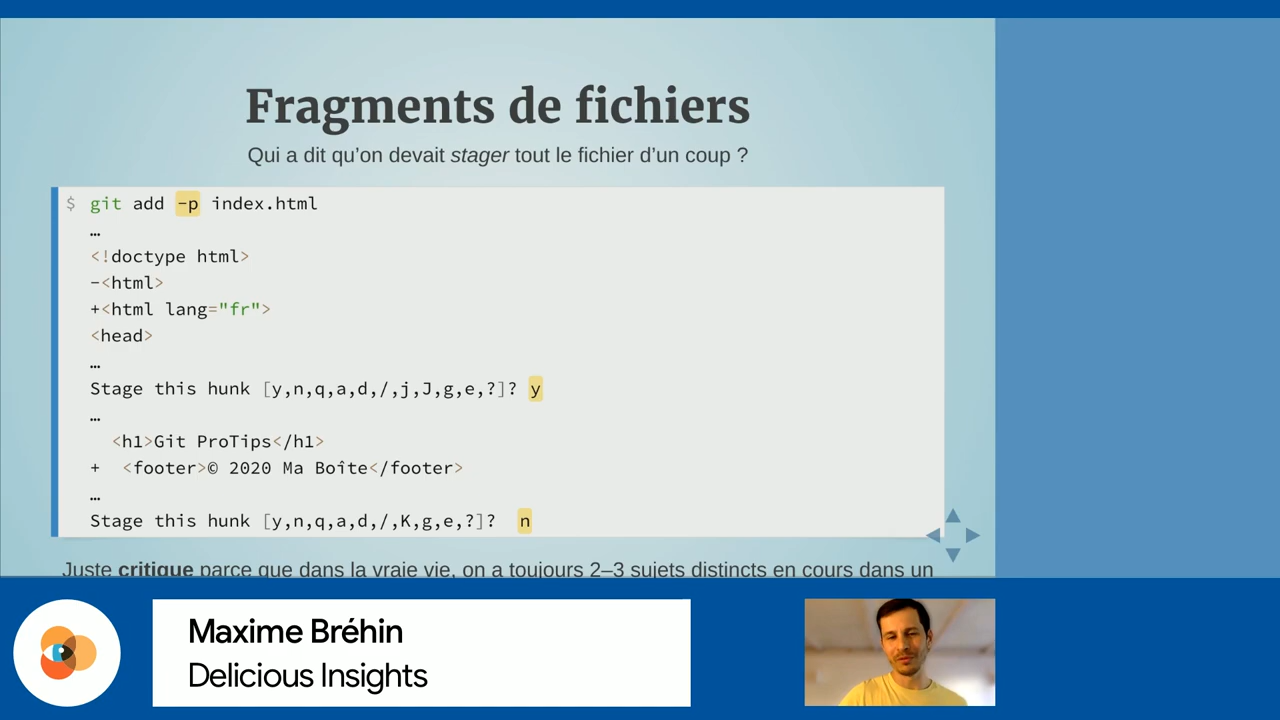 Fragments de fichiers
Qui a dit qu’on devait stager tout le fichier d’un coup ?
$ git add -p index.html
…
<!doctype html>
-<html>
+<html lang="fr">
<head>
…
Stage this hunk [y,n,q,a,d,/,j,J,g,e,?]? y
…
<h1>Git ProTips</h1>
+ <footer>© 2020 Ma Boîte</footer>
…
Stage this hunk [y,n,q,a,d,/,K,g,e,?]? n
Juste critique parce que dans la vraie vie, on a toujours 2–3 sujets distincts en cours dans un
Maxime Bréhin
Delicious Insights